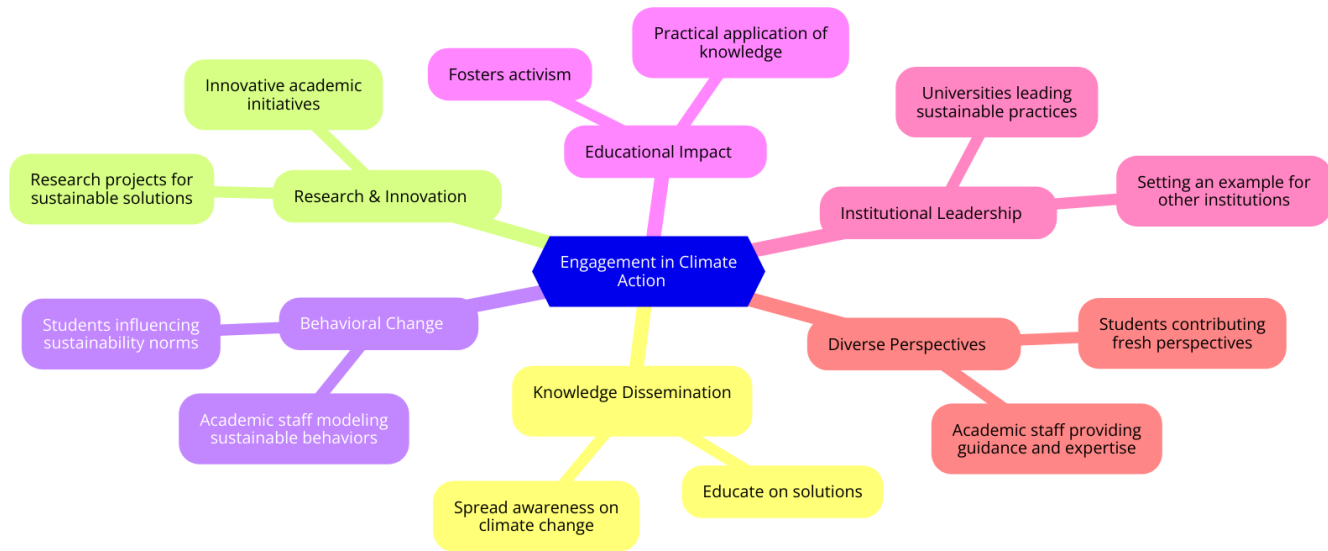 Practical application of
knowledge
Fosters activism
Educational Impact
Innovative academic
initiatives
Research projects for
sustainable solutions
Research & Innovation
Universities leading
sustainable practices
Setting an example for
other institutions
Institutional Leadership
Engagement in Climate
Action
Students influencing
sustainability norms
Behavioral Change
Academic staff modeling
sustainable behaviors
Knowledge Dissemination
Spread awareness on
climate change
Educate on solutions
Diverse Perspectives
Students contributing
fresh perspectives
Academic staff providing
guidance and expertise